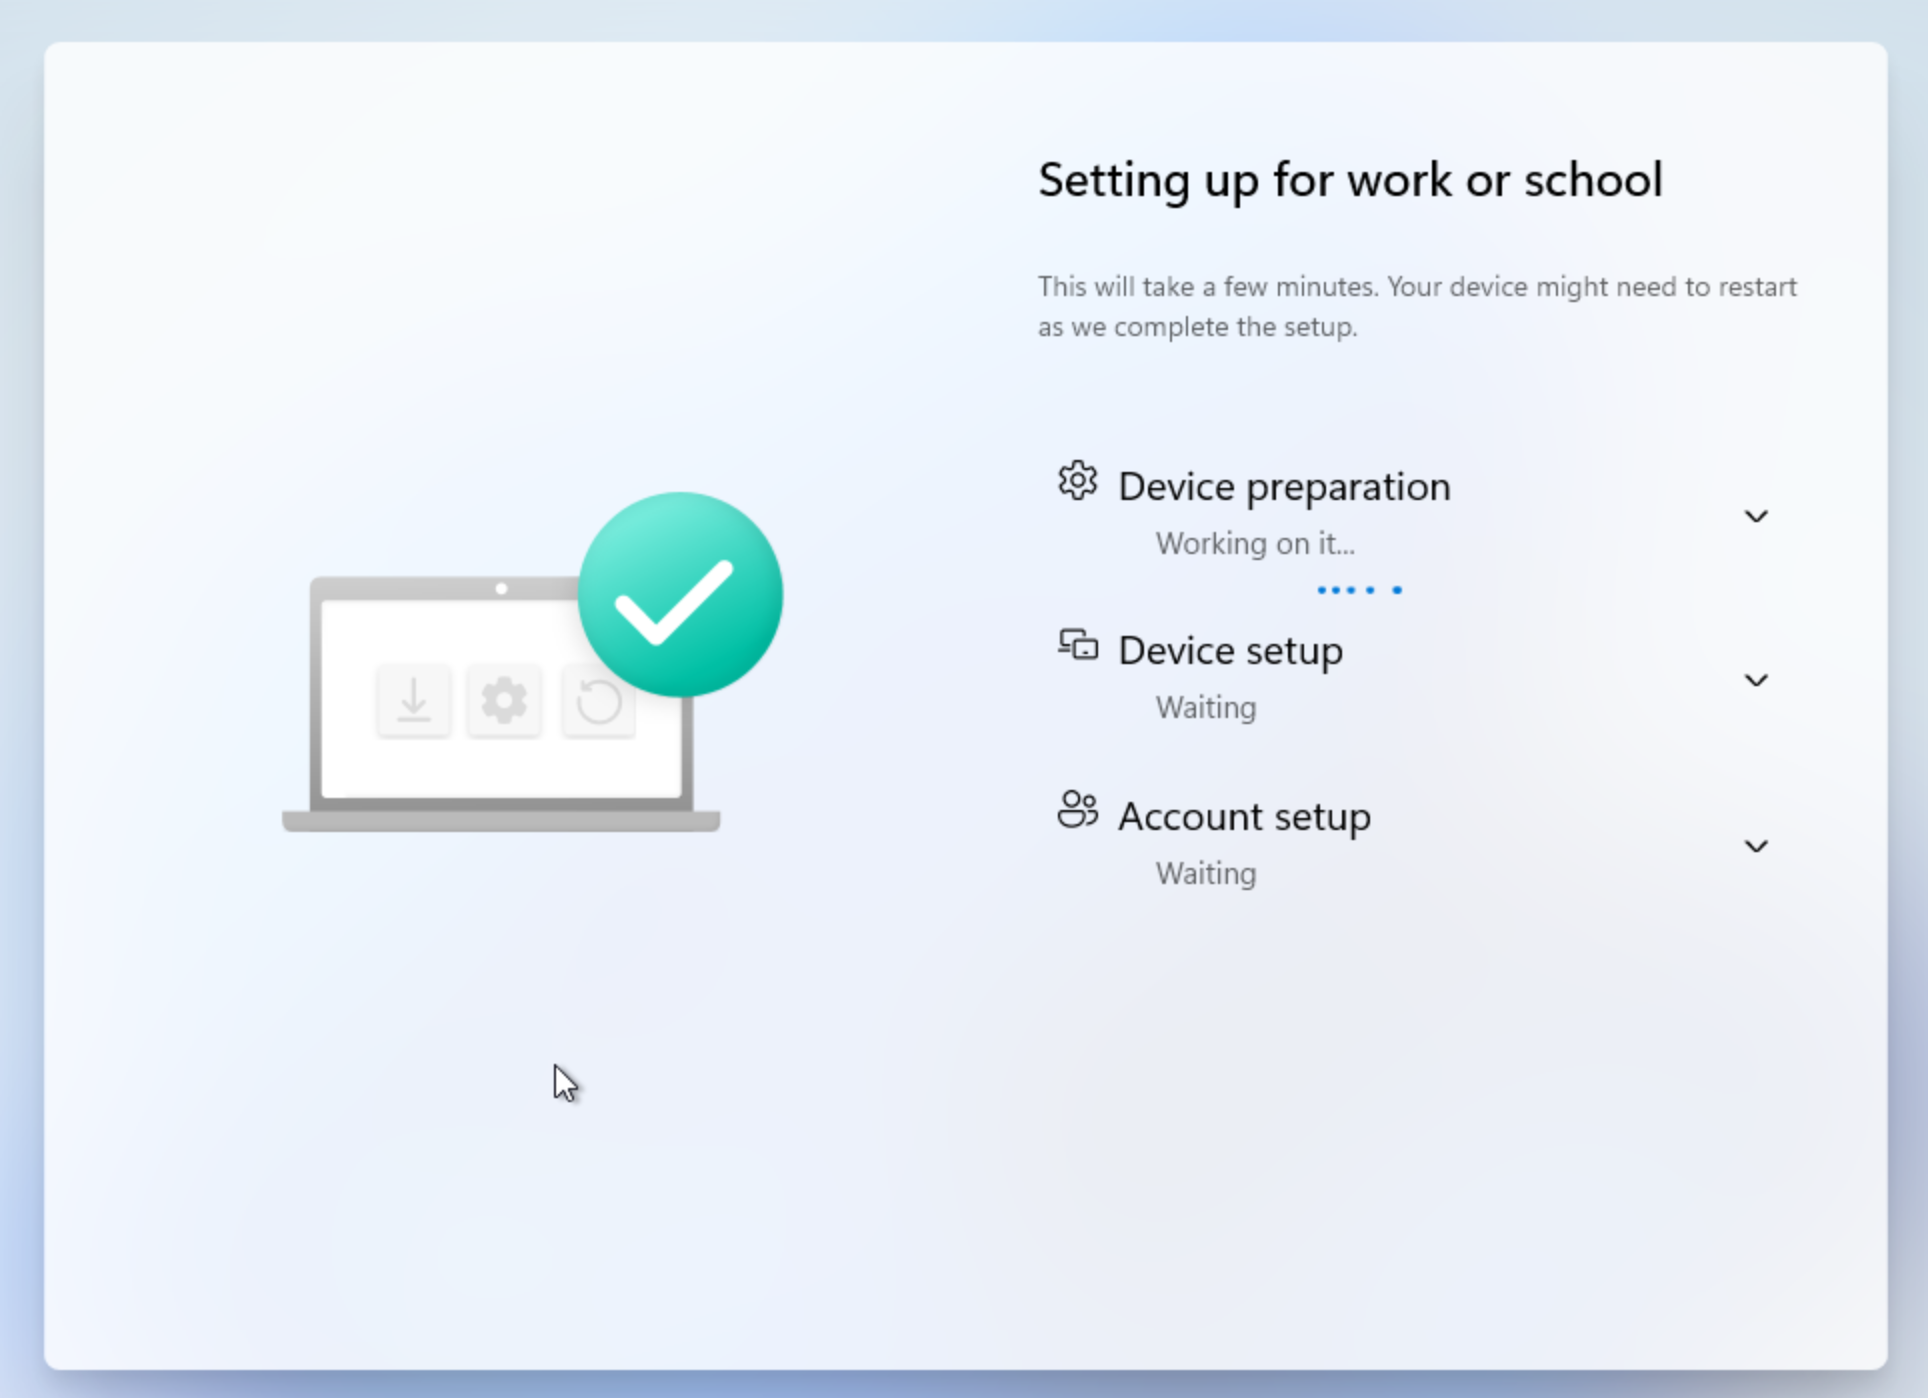 Setting up for work or school
This will take a few minutes. Your device might need to restart
as we complete the setup.
Device preparation
Working on it...
Device setup
Waiting
Account setup
Waiting